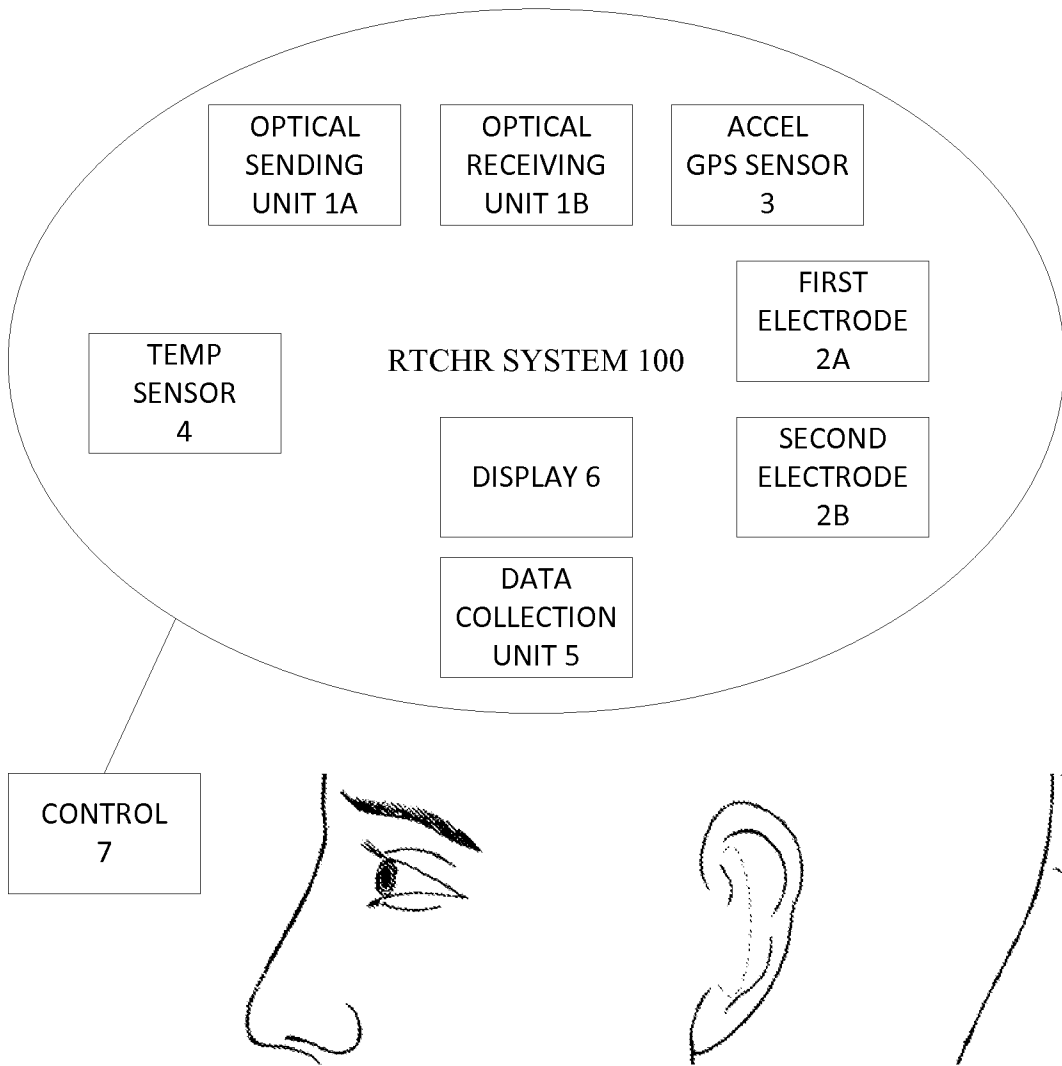 OPTICAL
SENDING
UNIT 1A
OPTICAL
RECEIVING
UNIT 1B
ACCEL
GPS SENSOR
3
FIRST
ELECTRODE
2A
TEMP
SENSOR
4
RTCHR SYSTEM 100
DISPLAY 6
SECOND
ELECTRODE
2B
DATA
COLLECTION
UNIT 5
CONTROL
7